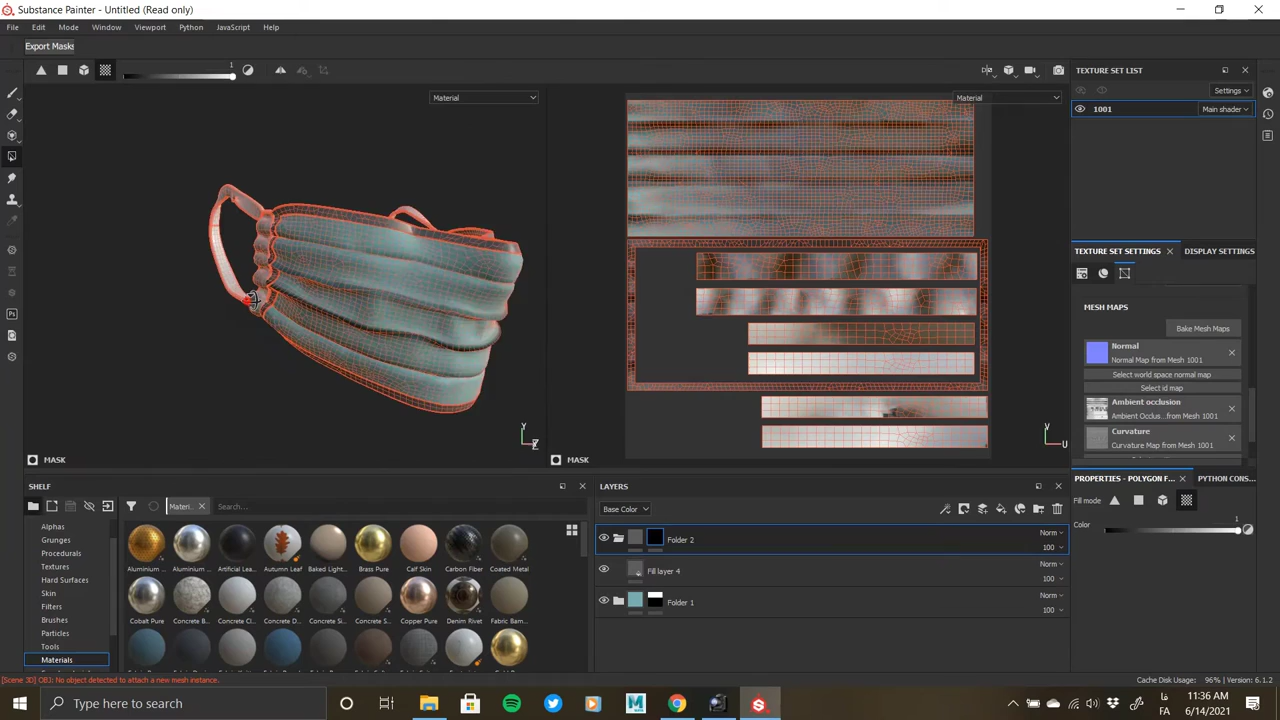 Substance Painter - Untitled (Read only)
File Edit Mode Window Viewport Python JavaScript Help
Export Masks
1
Material
Material
TEXTURE SET LIST
Settings
1001
Main shader
TEXTURE SET SETTINGS
DISPLAY SETTINGS
MESH MAPS
Bake Mesh Maps
Normal
Normal Map from Mesh 1001
Select world space normal map
Select id map
Ambient occlusion
Ambient Occlus...from Mesh 1001
Curvature
Curvature Map from Mesh 1001
Y
Z
V
U
MASK
MASK
SHELF
Materi...
Search...
Alphas
Grunges
Procedurals
Textures
Hard Surfaces
Skin
Filters
Brushes
Particles
Tools
Materials
Aluminium ... Aluminium ... Artificial Lea... Autumn Leaf Baked Light... Brass Pure Calf Skin Carbon Fiber Coated Metal
Cobalt Pure Concrete B... Concrete Cl... Concrete D... Concrete Si... Concrete S... Copper Pure Core Denim Rivet Fabric Bam...
LAYERS
Base Color
Folder 2
Norm
100
Fill layer 4
Norm
100
Folder 1
Norm
100
PROPERTIES - POLYGON F...
PYTHON CONS...
Fill mode
Color
1
[Scene 3D] OBJ: No object detected to attach a new mesh instance.
Cache Disk Usage: 96% | Version: 6.1.2
Type here to search
Ps
فا
FA
11:36 AM
6/14/2021